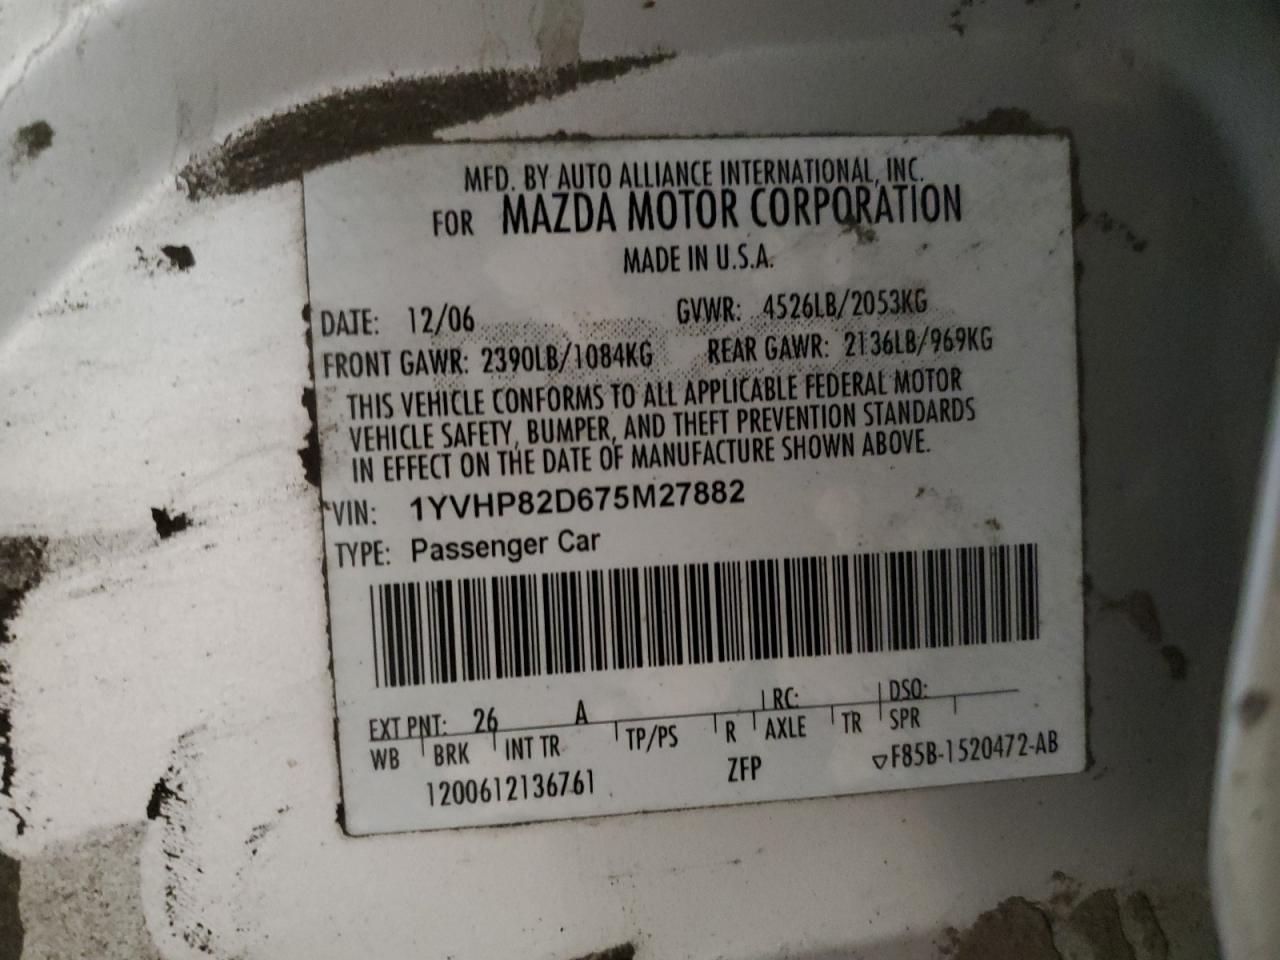 MFD. BY AUTO ALLIANCE INTERNATIONAL, INC.
FOR MAZDA MOTOR CORPORATION
MADE IN U.S.A.
DATE: 12/06 GVWR: 4526LB/2053KG
FRONT GAWR: 2390LB/1084KG REAR GAWR: 2136LB/969KG
THIS VEHICLE CONFORMS TO ALL APPLICABLE FEDERAL MOTOR
VEHICLE SAFETY, BUMPER, AND THEFT PREVENTION STANDARDS
IN EFFECT ON THE DATE OF MANUFACTURE SHOWN ABOVE.
VIN: 1YVHP82D675M27882
TYPE: Passenger Car
EXT PNT: 26 A RC: DSO:
WB BRK INT TR TP/PS R AXLE TR SPR
1200612136761 ZFP ▽F85B-1520472-AB